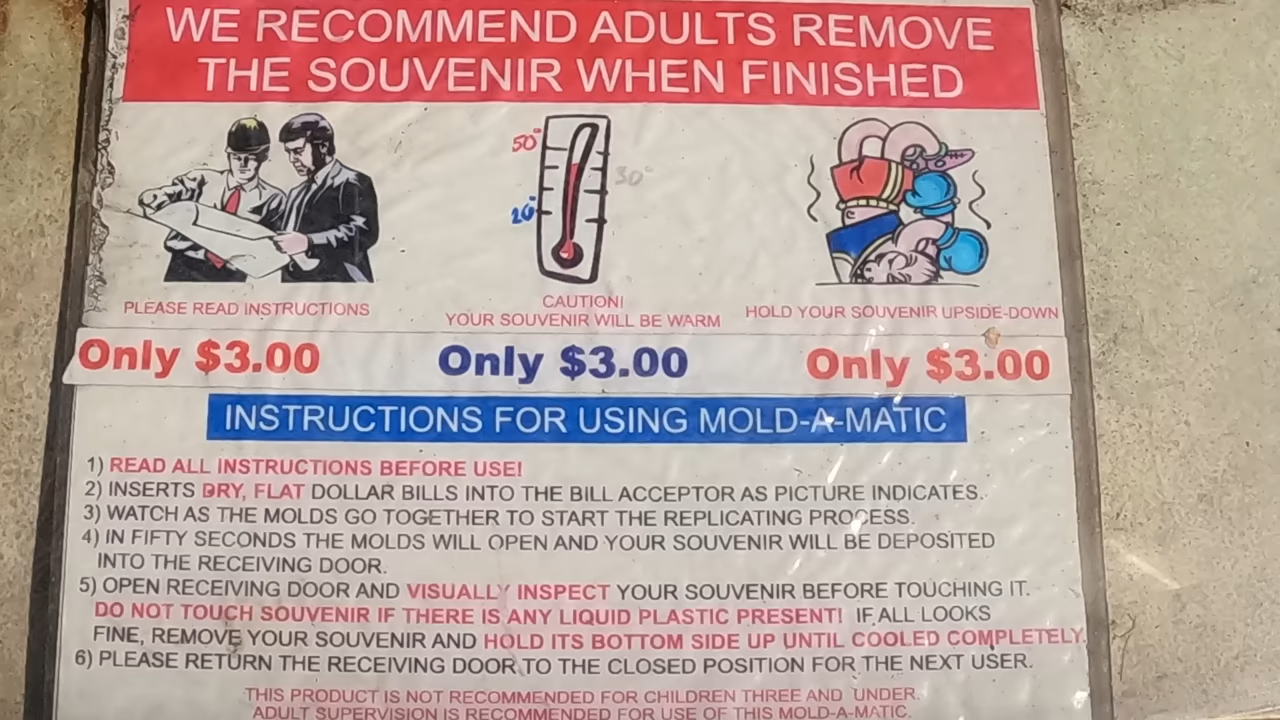 WE RECOMMEND ADULTS REMOVE
THE SOUVENIR WHEN FINISHED
50°
30°
20°
PLEASE READ INSTRUCTIONS
CAUTION!
YOUR SOUVENIR WILL BE WARM
HOLD YOUR SOUVENIR UPSIDE-DOWN
Only $3.00 Only $3.00 Only $3.00
INSTRUCTIONS FOR USING MOLD-A-MATIC
1) READ ALL INSTRUCTIONS BEFORE USE!
2) INSERTS DRY, FLAT DOLLAR BILLS INTO THE BILL ACCEPTOR AS PICTURE INDICATES.
3) WATCH AS THE MOLDS GO TOGETHER TO START THE REPLICATING PROCESS.
4) IN FIFTY SECONDS THE MOLDS WILL OPEN AND YOUR SOUVENIR WILL BE DEPOSITED
INTO THE RECEIVING DOOR.
5) OPEN RECEIVING DOOR AND VISUALLY INSPECT YOUR SOUVENIR BEFORE TOUCHING IT.
DO NOT TOUCH SOUVENIR IF THERE IS ANY LIQUID PLASTIC PRESENT! IF ALL LOOKS
FINE, REMOVE YOUR SOUVENIR AND HOLD ITS BOTTOM SIDE UP UNTIL COOLED COMPLETELY.
6) PLEASE RETURN THE RECEIVING DOOR TO THE CLOSED POSITION FOR THE NEXT USER.
THIS PRODUCT IS NOT RECOMMENDED FOR CHILDREN THREE AND UNDER.
ADULT SUPERVISION IS RECOMMENDED FOR USE OF THIS MOLD-A-MATIC.